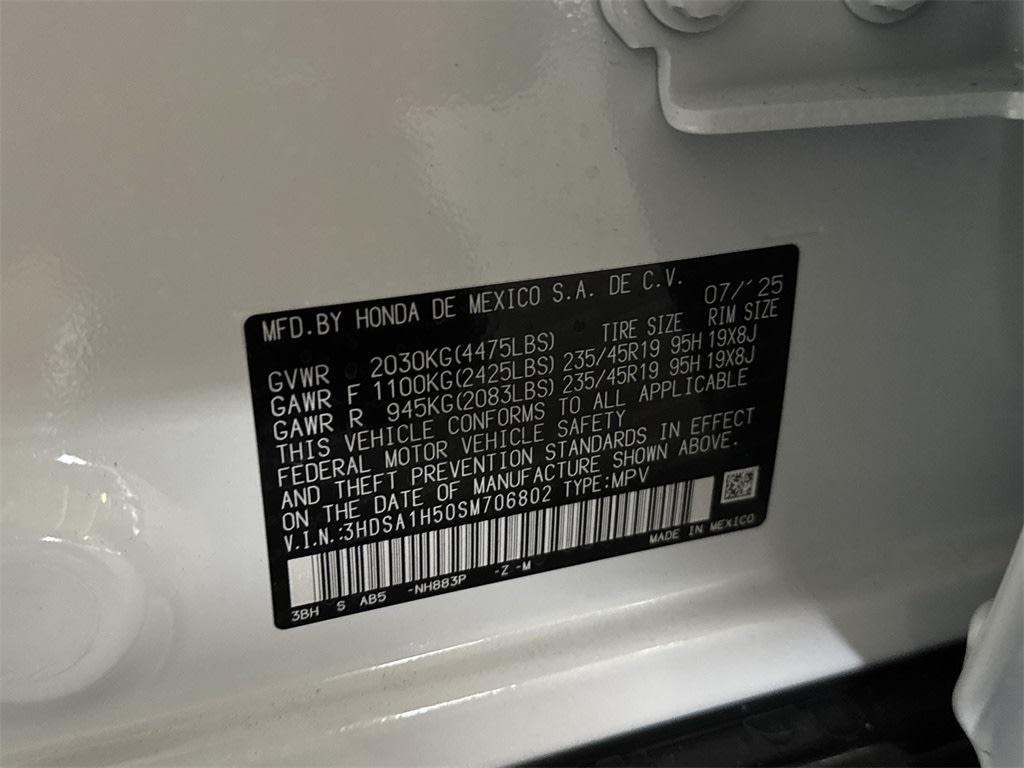 MFD.BY HONDA DE MEXICO S.A. DE C.V. 07/'25
TIRE SIZE RIM SIZE
GVWR 2030KG(4475LBS)
GAWR F 1100KG(2425LBS) 235/45R19 95H 19X8J
GAWR R 945KG(2083LBS) 235/45R19 95H 19X8J
THIS VEHICLE CONFORMS TO ALL APPLICABLE
FEDERAL MOTOR VEHICLE SAFETY
AND THEFT PREVENTION STANDARDS IN EFFECT
ON THE DATE OF MANUFACTURE SHOWN ABOVE.
V.I.N.:3HDSA1H50SM706802 TYPE:MPV
MADE IN MEXICO
3BH S AB5 -NH883P -Z -M